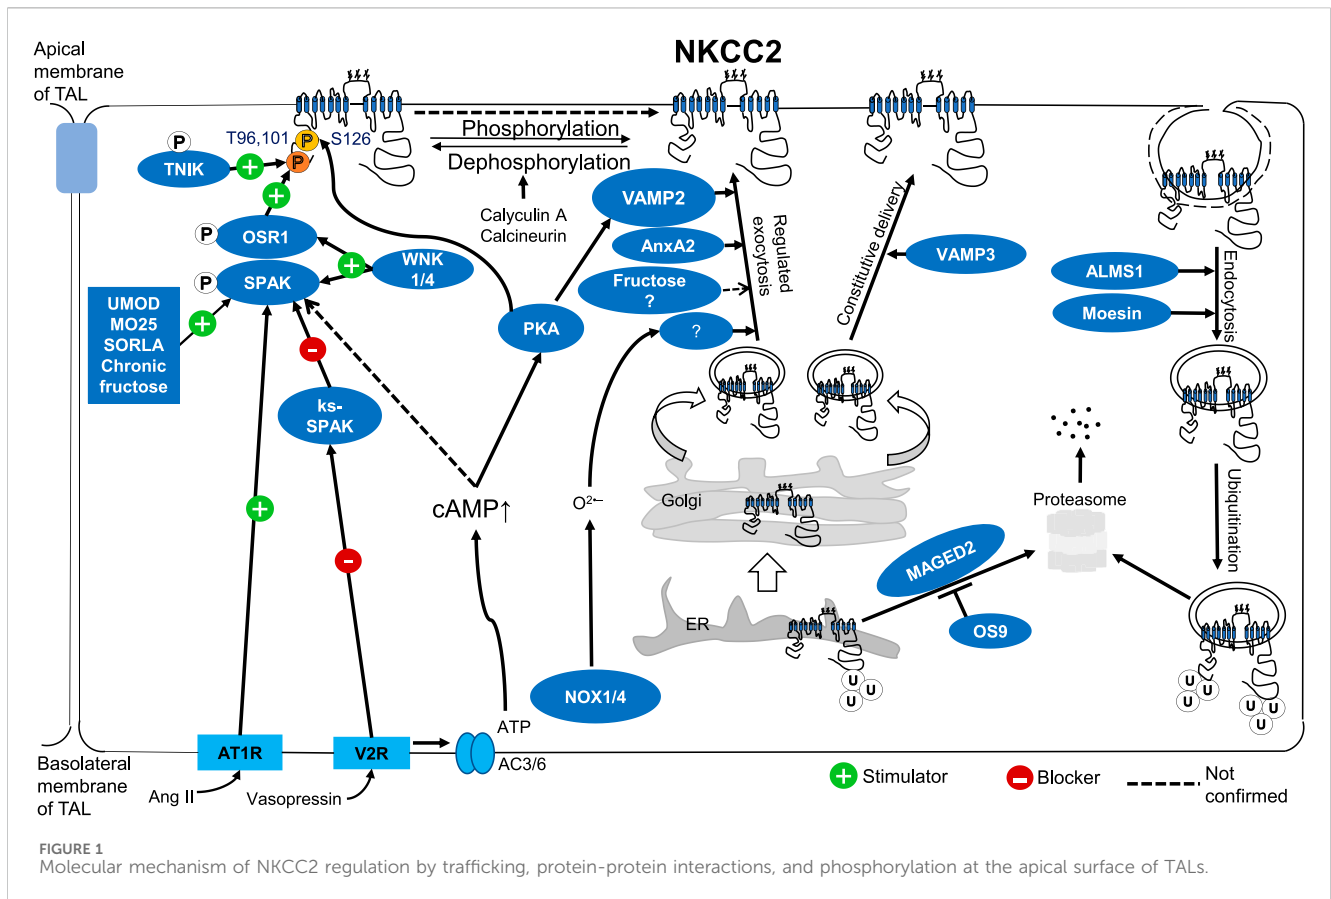 NKCC2
Apical
membrane
of TAL
P
TNIK
T96,101
P
S126
P
Phosphorylation
Dephosphorylation
Calyculin A
Calcineurin
P
OSR1
P
SPAK
WNK
1/4
UMOD
MO25
SORLA
Chronic
fructose
ks-
SPAK
PKA
VAMP2
AnxA2
Fructose
?
?
Regulated
exocytosis
Constitutive delivery
VAMP3
ALMS1
Moesin
Endocytosis
Ubiquitination
cAMP↑
O²•–
Golgi
Proteasome
MAGED2
OS9
ER
U
U
U
U
U
U
U
U
U
NOX1/4
ATP
AC3/6
AT1R
V2R
Ang II
Vasopressin
Basolateral
membrane
of TAL
+ Stimulator
- Blocker
Not
confirmed
FIGURE 1
Molecular mechanism of NKCC2 regulation by trafficking, protein-protein interactions, and phosphorylation at the apical surface of TALs.